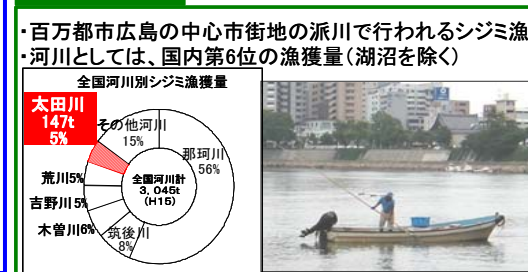 ・百万都市広島の中心市街地の派川で行われるシジミ漁
・河川としては、国内第6位の漁獲量（湖沼を除く）
全国河川別シジミ漁獲量
太田川
147t
5%
その他河川
15%
那珂川
56%
荒川5%
吉野川5%
木曽川6%
筑後川
8%
全国河川計
3，045t
（H15）